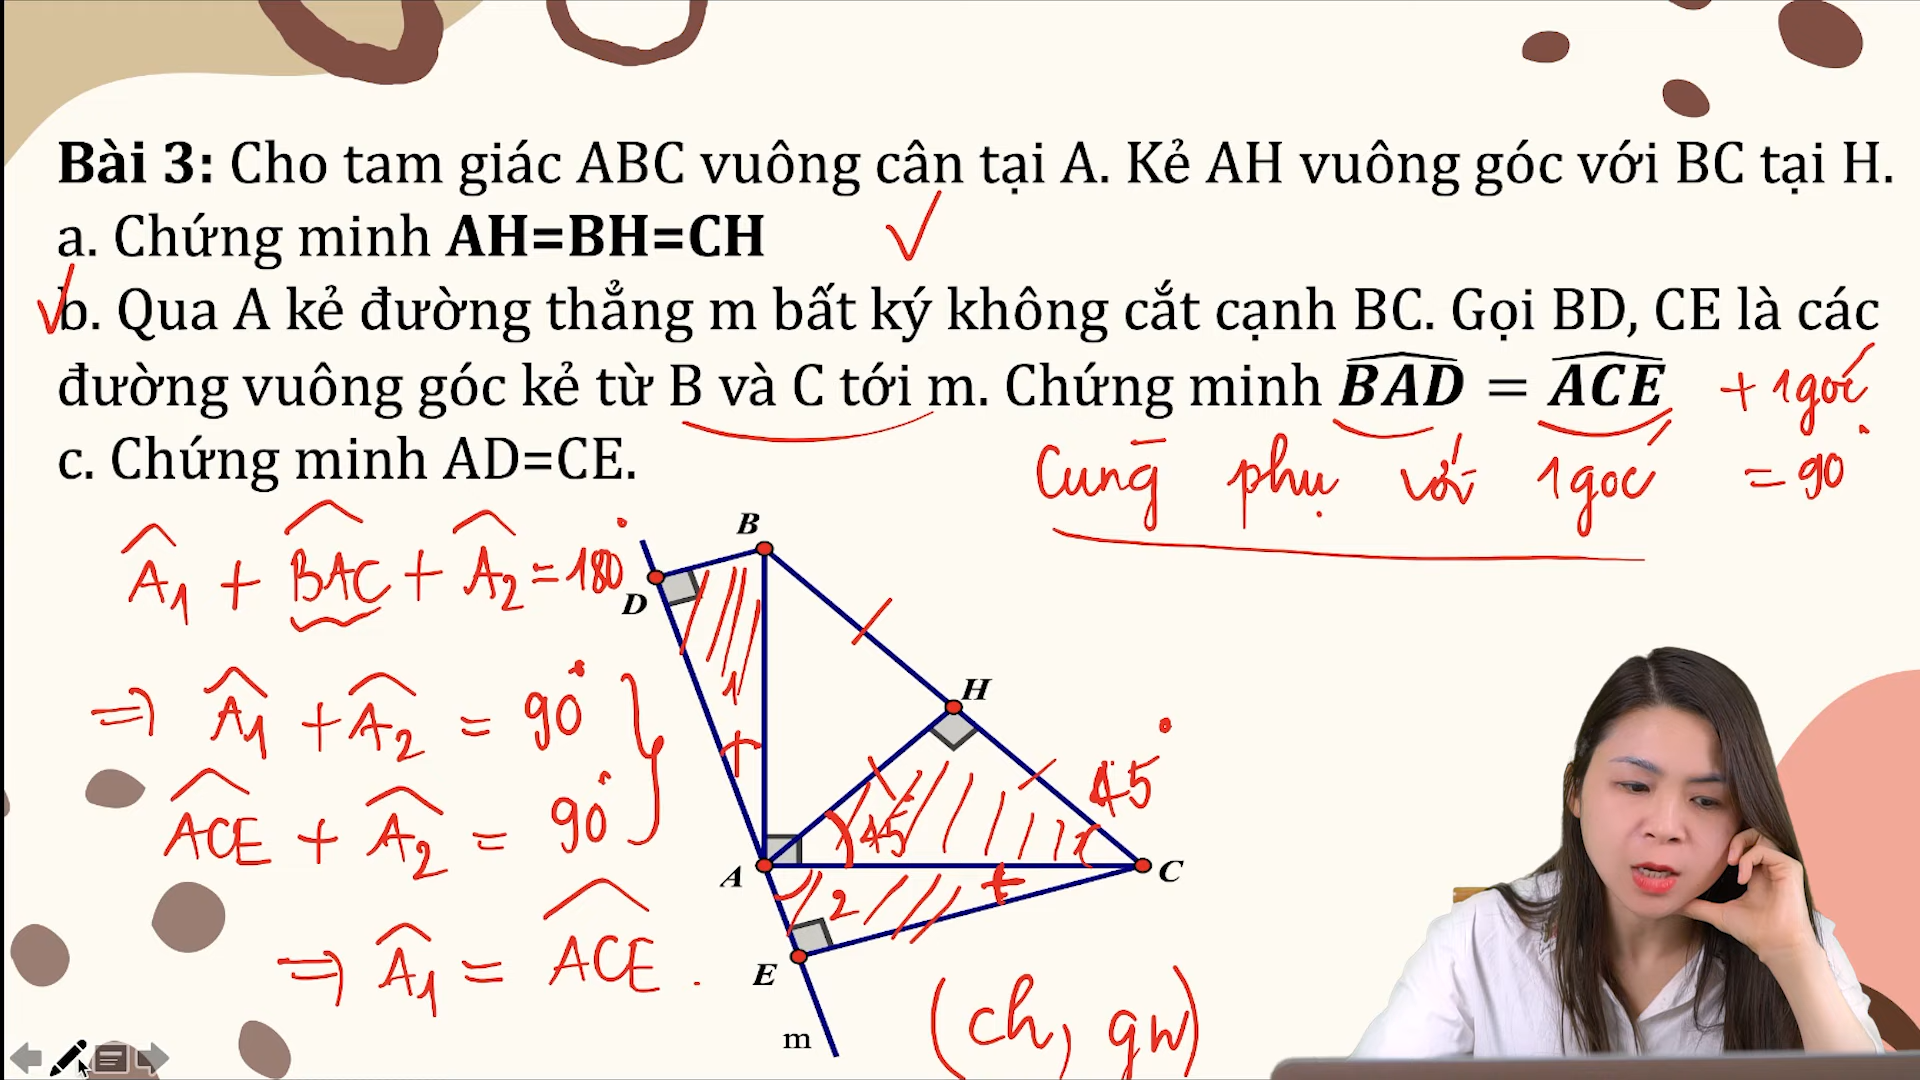 Bài 3: Cho tam giác ABC vuông cân tại A. Kẻ AH vuông góc với BC tại H.
a. Chứng minh AH=BH=CH
b. Qua A kẻ đường thẳng m bất kỳ không cắt cạnh BC. Gọi BD, CE là các
đường vuông góc kẻ từ B và C tới m. Chứng minh BAD = ACE + 1 góc
c. Chứng minh AD=CE.
Cùng phụ với 1 góc = 90°
A1 + BAC + A2 = 180°
⇒ A1 + A2 = 90°
ACE + A2 = 90°
⇒ A1 = ACE .
B
D
1
H
45°
45
A
C
2
E
m
(ch, gn)